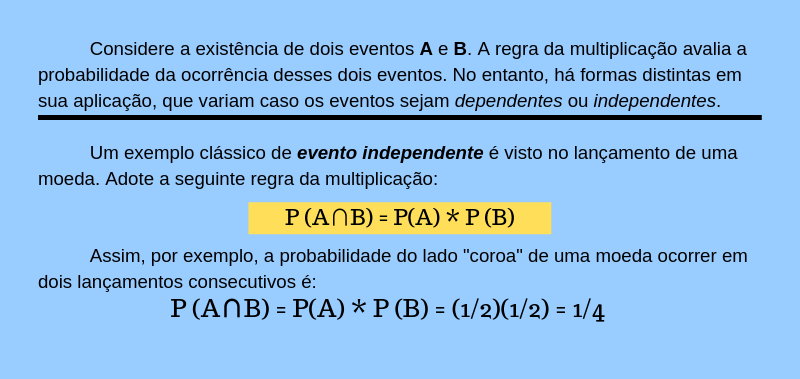 Considere a existência de dois eventos A e B. A regra da multiplicação avalia a
probabilidade da ocorrência desses dois eventos. No entanto, há formas distintas em
sua aplicação, que variam caso os eventos sejam dependentes ou independentes.
Um exemplo clássico de evento independente é visto no lançamento de uma
moeda. Adote a seguinte regra da multiplicação:
P (A∩B) = P(A) * P (B)
Assim, por exemplo, a probabilidade do lado "coroa" de uma moeda ocorrer em
dois lançamentos consecutivos é:
P (A∩B) = P(A) * P (B) = (1/2)(1/2) = 1/4